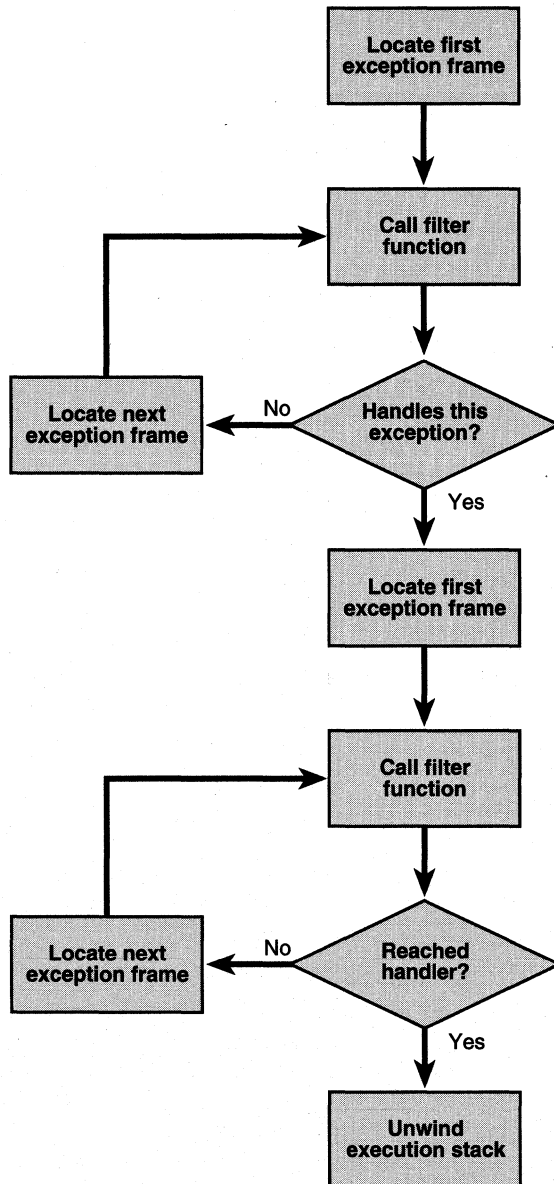 Locate first
exception frame
Call filter
function
Handles this
exception?
No
Locate next
exception frame
Yes
Locate first
exception frame
Call filter
function
Reached
handler?
No
Locate next
exception frame
Yes
Unwind
execution stack